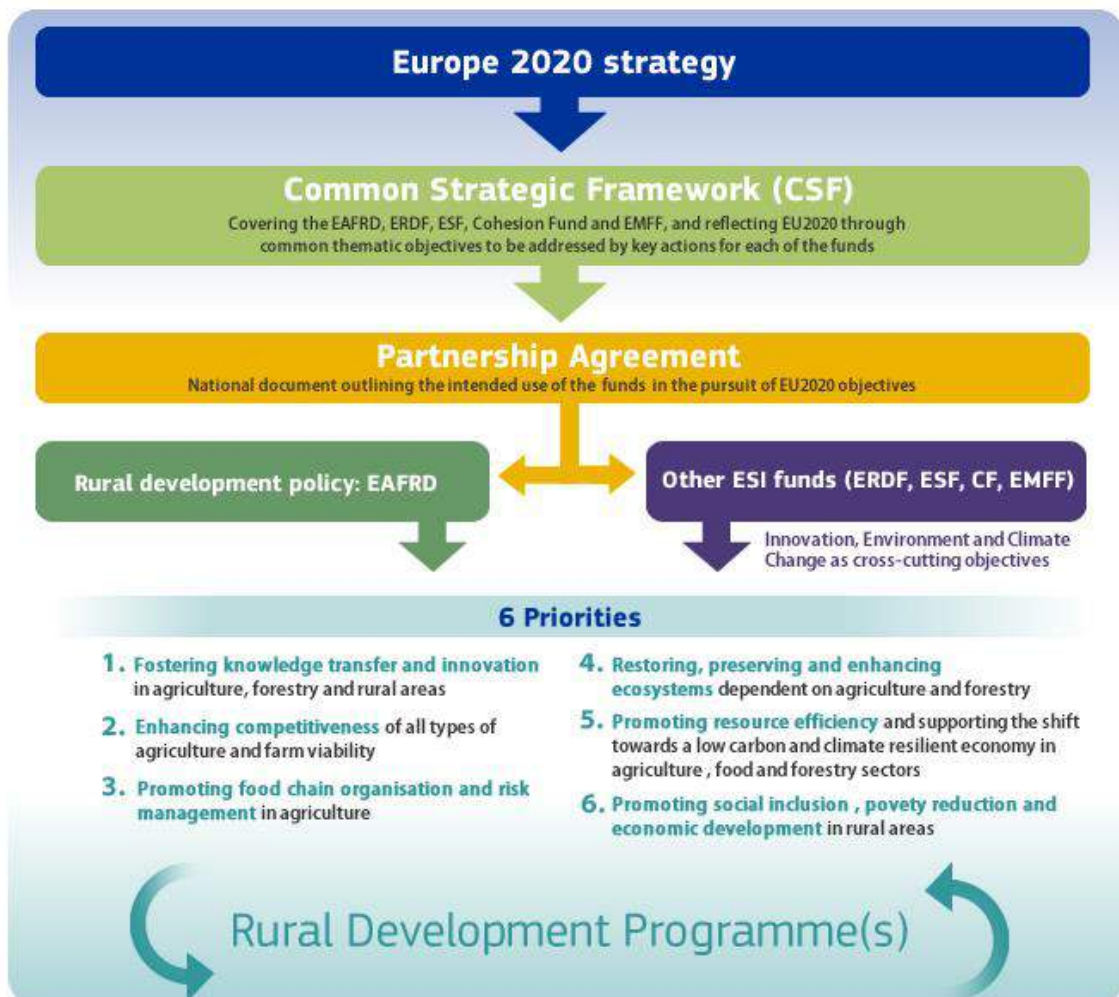 Europe 2020 strategy
Common Strategic Framework (CSF)
Covering the EAFRD, ERDF, ESF, Cohesion Fund and EMFF, and reflecting EU2020 through
common thematic objectives to be addressed by key actions for each of the funds
Partnership Agreement
National document outlining the intended use of the funds in the pursuit of EU2020 objectives
Rural development policy: EAFRD
Other ESI funds (ERDF, ESF, CF, EMFF)
Innovation, Environment and Climate
Change as cross-cutting objectives
6 Priorities
1. Fostering knowledge transfer and innovation
in agriculture, forestry and rural areas
2. Enhancing competitiveness of all types of
agriculture and farm viability
3. Promoting food chain organisation and risk
management in agriculture
4. Restoring, preserving and enhancing
ecosystems dependent on agriculture and forestry
5. Promoting resource efficiency and supporting the shift
towards a low carbon and climate resilient economy in
agriculture , food and forestry sectors
6. Promoting social inclusion , povety reduction and
economic development in rural areas
Rural Development Programme(s)